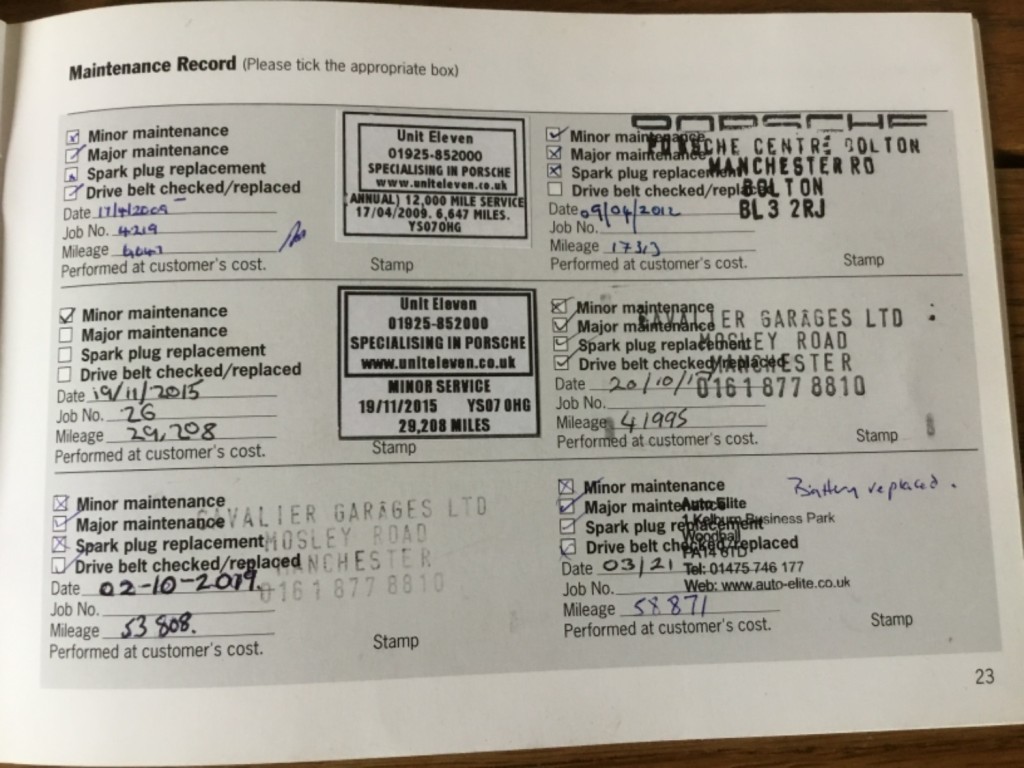 Maintenance Record (Please tick the appropriate box)
Minor maintenance
Major maintenance
Spark plug replacement
Drive belt checked/replaced
Date 17/4/2009
Job No. 4219
Mileage 6647
Performed at customer's cost.
Unit Eleven
01925-852000
SPECIALISING IN PORSCHE
www.uniteleven.co.uk
(ANNUAL) 12,000 MILE SERVICE
17/04/2009. 6,647 MILES.
YS07OHG
Stamp
Minor maintenance
Major maintenance
Spark plug replacement
Drive belt checked/replaced
Date 09/04/2012
Job No.
Mileage
Performed at customer's cost.
PORSCHE
PORSCHE CENTRE BOLTON
MANCHESTER RD
BOLTON
BL3 2RJ
Stamp
Minor maintenance
Major maintenance
Spark plug replacement
Drive belt checked/replaced
Date 19/11/2015
Job No. 26
Mileage 29,208
Performed at customer's cost.
Unit Eleven
01925-852000
SPECIALISING IN PORSCHE
www.uniteleven.co.uk
MINOR SERVICE
19/11/2015 YS07 OHG
29,208 MILES
Stamp
Minor maintenance
Major maintenance
Spark plug replacement
Drive belt checked/replaced
Date 20/10/
Job No.
Mileage 41995
Performed at customer's cost.
CAVALIER GARAGES LTD
MOSLEY ROAD
MANCHESTER
0161 877 8810
Stamp
Minor maintenance
Major maintenance
Spark plug replacement
Drive belt checked/replaced
Date 02-10-2019.
Job No.
Mileage 53808.
Performed at customer's cost.
CAVALIER GARAGES LTD
MOSLEY ROAD
MANCHESTER
0161 877 8810
Stamp
Minor maintenance
Major maintenance
Spark plug replacement
Drive belt checked/replaced
Date 03/21
Job No.
Mileage 58871
Performed at customer's cost.
Battery replaced.
Auto Elite
1 Kelburn Business Park
Woodhall
PA14 6TD
Tel: 01475 746 177
Web: www.auto-elite.co.uk
Stamp
23